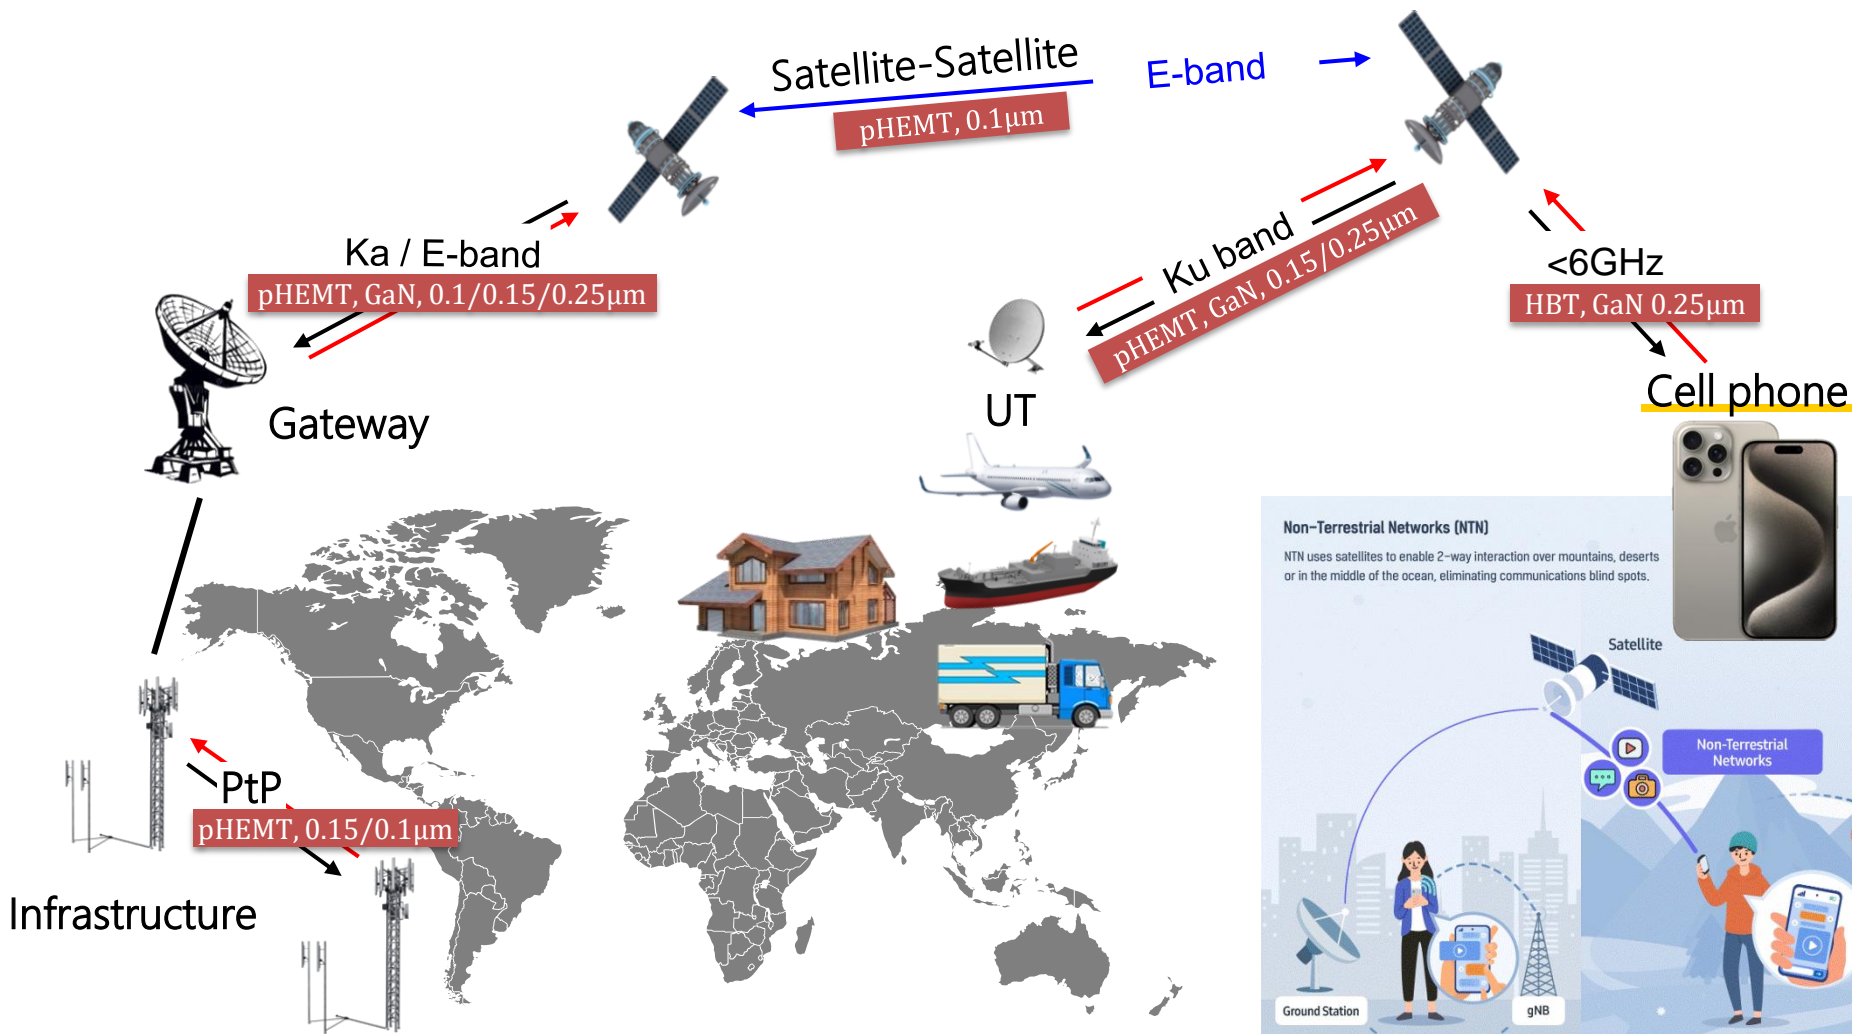 Satellite-Satellite
E-band
pHEMT, 0.1µm
Ka / E-band
pHEMT, GaN, 0.1/0.15/0.25µm
Ku band
pHEMT, GaN, 0.15/0.25µm
<6GHz
HBT, GaN 0.25µm
Gateway
UT
Cell phone
Non-Terrestrial Networks (NTN)
NTN uses satellites to enable 2-way interaction over mountains, deserts
or in the middle of the ocean, eliminating communications blind spots.
Satellite
Non-Terrestrial
Networks
PtP
pHEMT, 0.15/0.1µm
Infrastructure
Ground Station
gNB